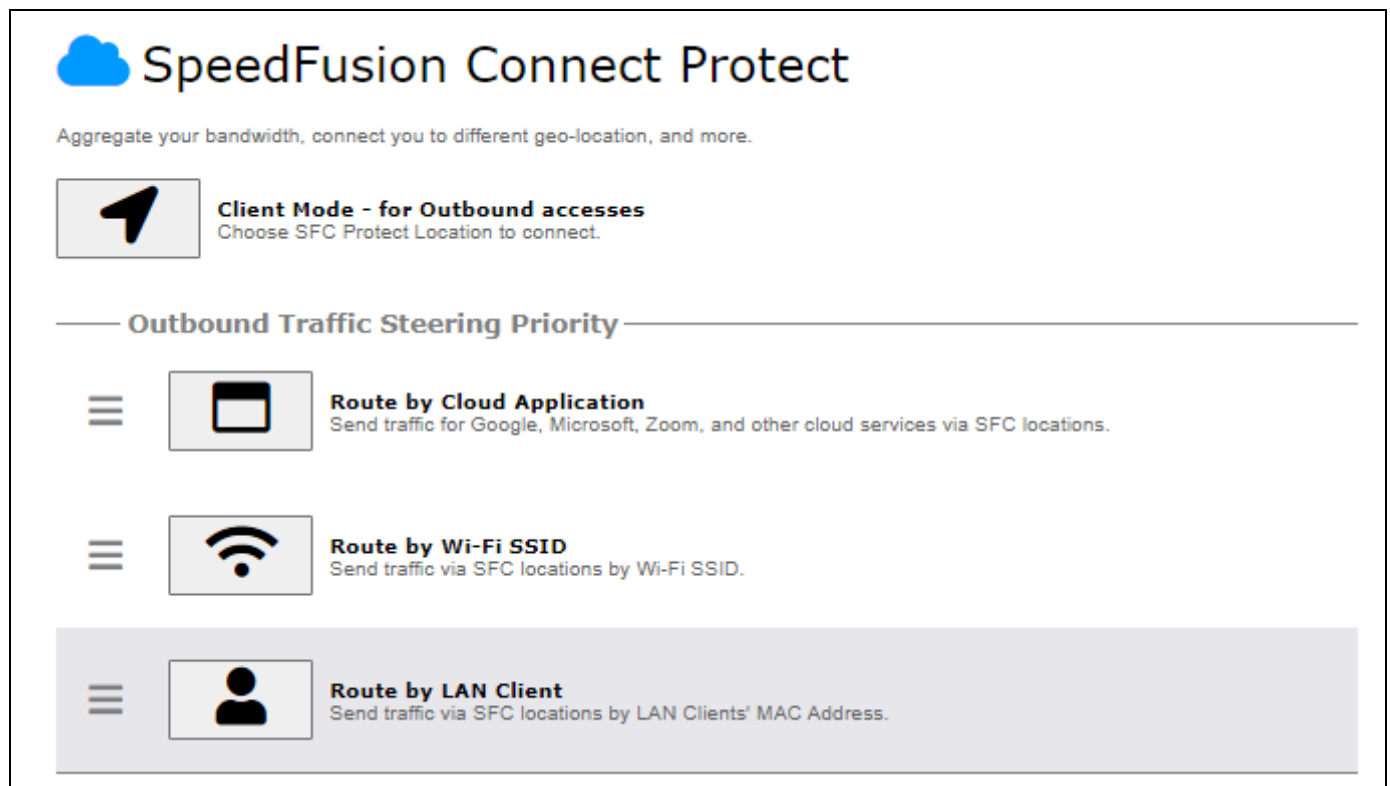 SpeedFusion Connect Protect
Aggregate your bandwidth, connect you to different geo-location, and more.
Client Mode - for Outbound accesses
Choose SFC Protect Location to connect.
Outbound Traffic Steering Priority
Route by Cloud Application
Send traffic for Google, Microsoft, Zoom, and other cloud services via SFC locations.
Route by Wi-Fi SSID
Send traffic via SFC locations by Wi-Fi SSID.
Route by LAN Client
Send traffic via SFC locations by LAN Clients' MAC Address.